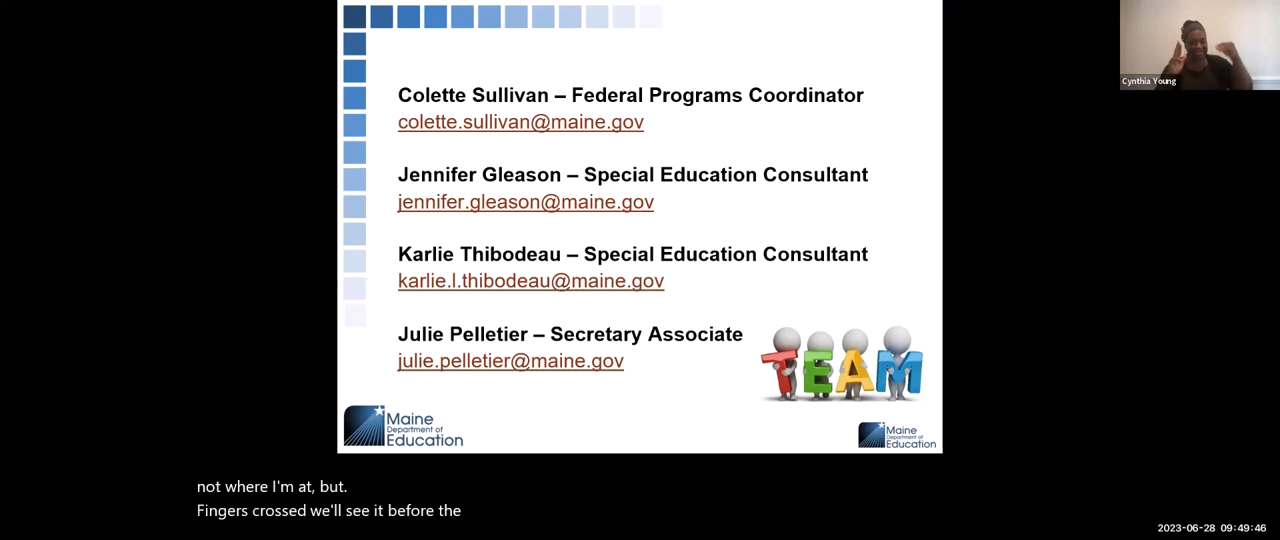 Colette Sullivan – Federal Programs Coordinator
colette.sullivan@maine.gov
Jennifer Gleason – Special Education Consultant
jennifer.gleason@maine.gov
Karlie Thibodeau – Special Education Consultant
karlie.l.thibodeau@maine.gov
Julie Pelletier – Secretary Associate
julie.pelletier@maine.gov
TEAM
Maine
Department of
Education
Maine
Department of
Education
Cynthia Young
not where I'm at, but.
Fingers crossed we'll see it before the
2023-06-28 09:49:46